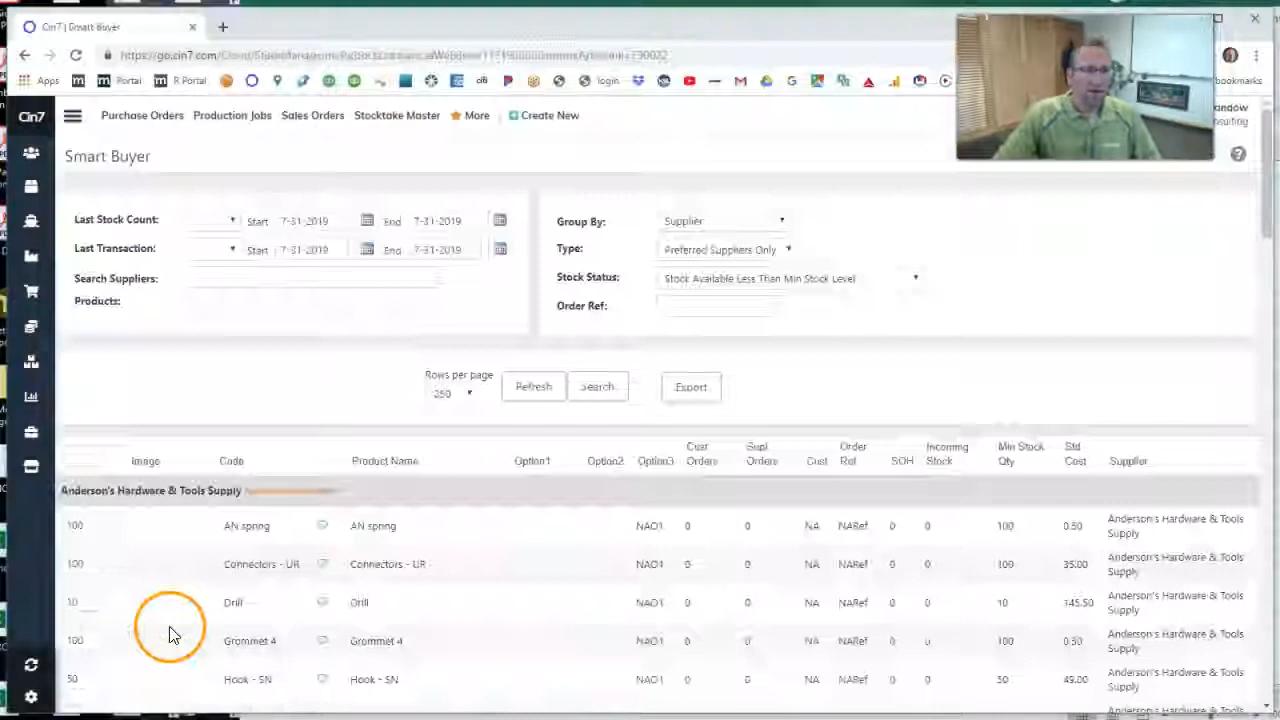 Cin7 | Smart Buyer
Apps
Portal
R Portal
citi
login
bookmarks
Cin7
Purchase Orders Production Jobs Sales Orders Stocktake Master More Create New
Smart Buyer
Last Stock Count: Start 7-31-2019 End 7-31-2019
Last Transaction: Start 7-31-2019 End 7-31-2019
Search Suppliers:
Products:
Group By: Supplier
Type: Preferred Suppliers Only
Stock Status: Stock Available Less Than Min Stock Level
Order Ref:
Rows per page
250
Refresh Search Export
Image Code Product Name Option1 Option2 Option3 Cust Orders Supl Orders Cust Order Ref SOH Incoming Stock Min Stock Qty Std Cost Supplier
Anderson's Hardware & Tools Supply
100 AN spring AN spring NAO1 0 0 NA NARef 0 0 100 0.50 Anderson's Hardware & Tools Supply
100 Connectors - UR Connectors - UR NAO1 0 0 NA NARef 0 0 100 35.00 Anderson's Hardware & Tools Supply
10 Drill Drill NAO1 0 0 NA NARef 0 0 10 145.50 Anderson's Hardware & Tools Supply
100 Grommet 4 Grommet 4 NAO1 0 0 NA NARef 0 0 100 0.50 Anderson's Hardware & Tools Supply
50 Hook - SN Hook - SN NAO1 0 0 NA NARef 0 0 50 49.00 Anderson's Hardware & Tools Supply